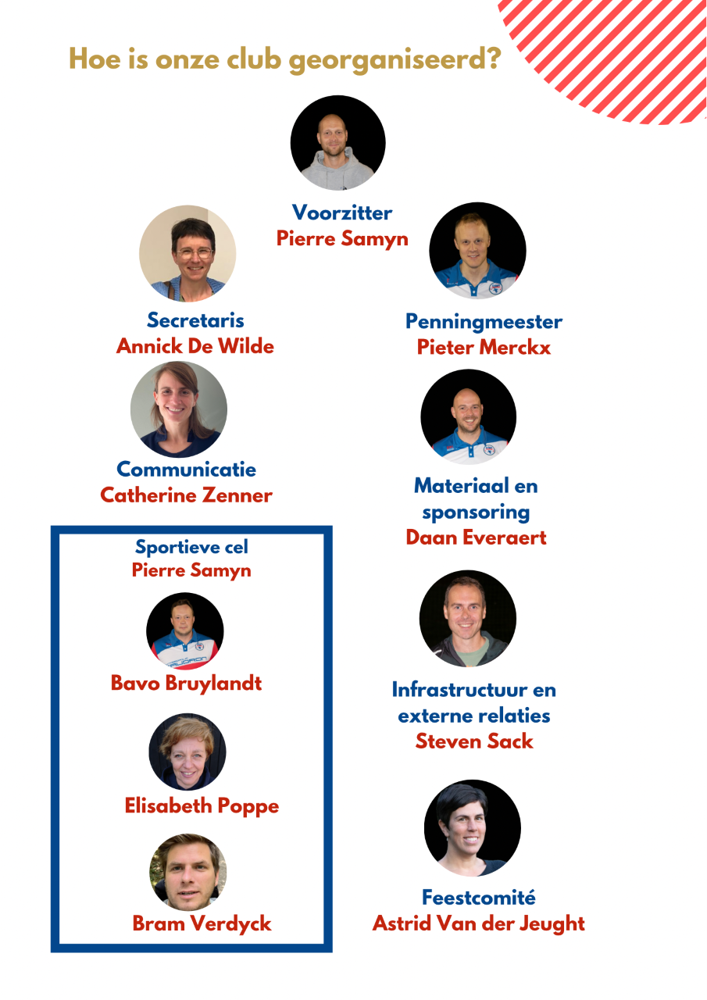 Hoe is onze club georganiseerd?
Voorzitter
Pierre Samyn
Secretaris
Annick De Wilde
Penningmeester
Pieter Merckx
Communicatie
Catherine Zenner
Materiaal en
sponsoring
Daan Everaert
Sportieve cel
Pierre Samyn
Bavo Bruylandt
Elisabeth Poppe
Bram Verdyck
Infrastructuur en
externe relaties
Steven Sack
Feestcomité
Astrid Van der Jeught